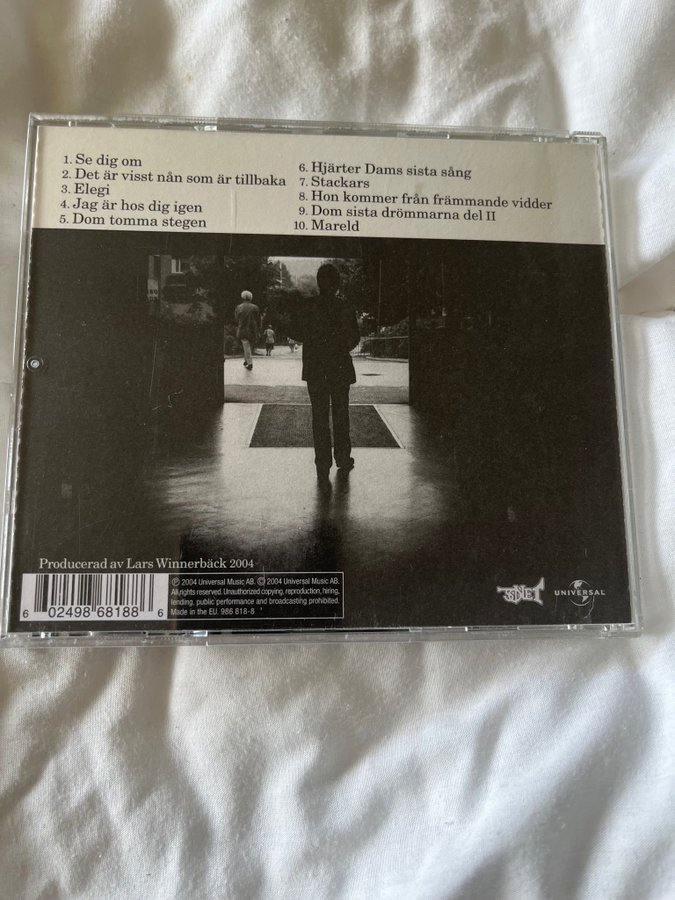 1. Se dig om
2. Det är visst nån som är tillbaka
3. Elegi
4. Jag är hos dig igen
5. Dom tomma stegen
6. Hjärter Dams sista sång
7. Stackars
8. Hon kommer från främmande vidder
9. Dom sista drömmarna del II
10. Mareld
Producerad av Lars Winnerbäck 2004
6 02498 68188 6
℗ 2004 Universal Music AB. © 2004 Universal Music AB.
All rights reserved. Unauthorized copying, reproduction, hiring,
lending, public performance and broadcasting prohibited.
Made in the EU. 986 818-8
UNIVERSAL